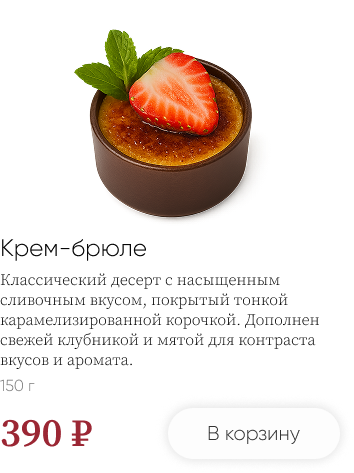 Крем-брюле
Классический десерт с насыщенным
сливочным вкусом, покрытый тонкой
карамелизированной корочкой. Дополнен
свежей клубникой и мятой для контраста
вкусов и аромата.
150 г
390 ₽
В корзину